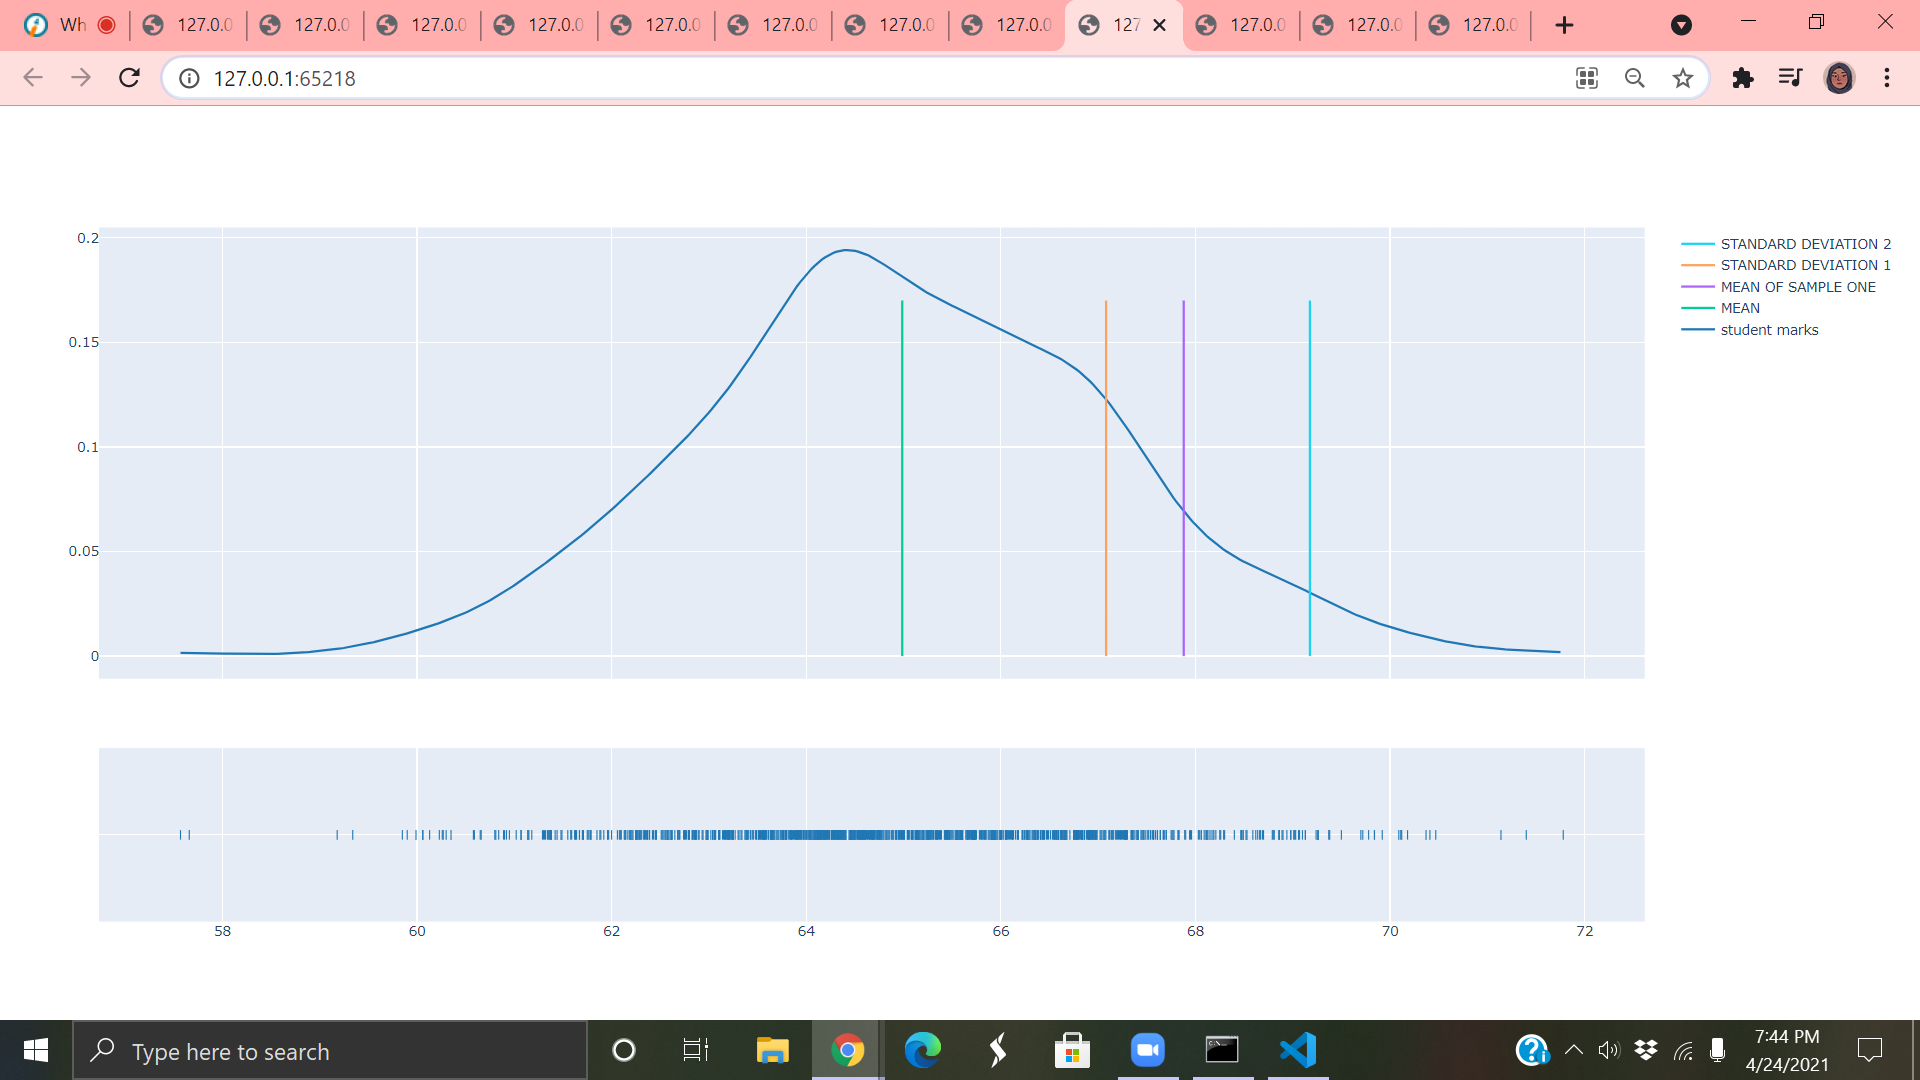 Wh 127.0.0 127.0.0 127.0.0 127.0.0 127.0.0 127.0.0 127.0.0 127.0.0 127 127.0.0 127.0.0 127.0.0
127.0.0.1:65218
0.2
0.15
0.1
0.05
0
STANDARD DEVIATION 2
STANDARD DEVIATION 1
MEAN OF SAMPLE ONE
MEAN
student marks
58 60 62 64 66 68 70 72
Type here to search
7:44 PM
4/24/2021